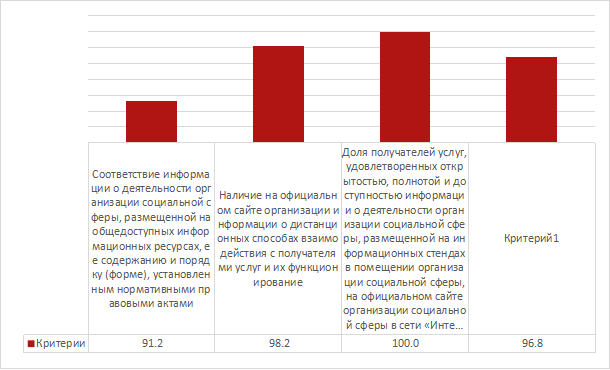 Соответствие информа
ции о деятельности орг
анизации социальной с
феры, размещенной на
общедоступных инфор
мационных ресурсах, ее
е содержанию и поряд
ку (форме), установлен
ным нормативными пр
авовыми актами
Наличие на официальн
ом сайте организации и
нформации о дистанци
онных способах взаимо
действия с получателя
ми услуг и их функцион
ирование
Доля получателей услуг,
удовлетворенных откр
ытостью, полнотой и до
ступностью информаци
и о деятельности орган
изации социальной сфе
ры, размещенной на ин
формационных стендах
в помещении организа
ции социальной сферы,
на официальном сайте
организации социально
й сферы в сети «Инте...
Критерий1
Критерии 91.2 98.2 100.0 96.8